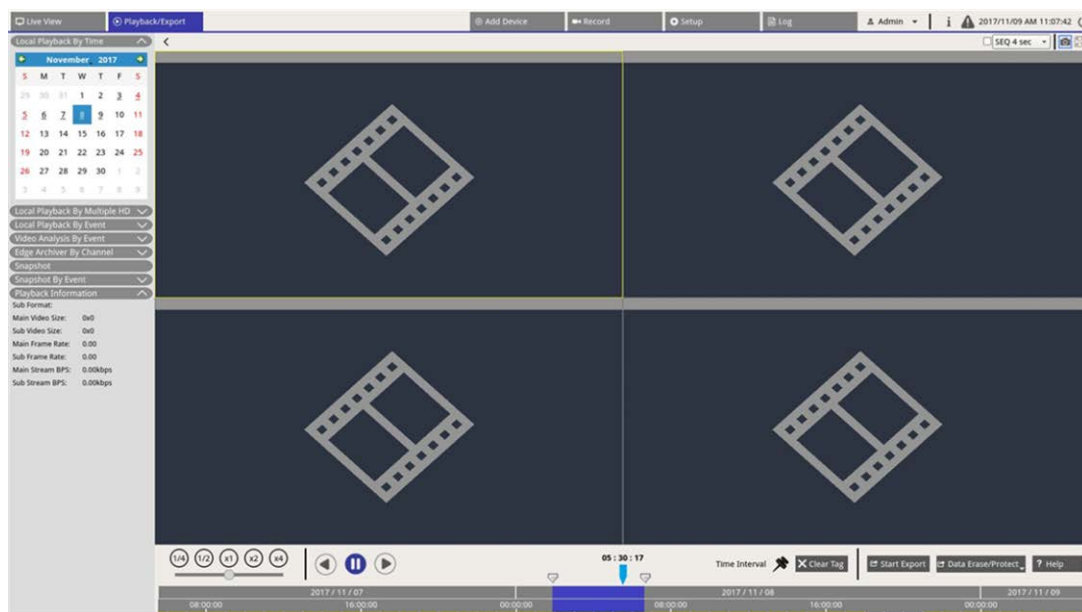 Live View
Playback/Export
Add Device
Record
Setup
Log
Admin
i
2017/11/09 AM 11:07:42
Local Playback By Time
SEQ 4 sec
November 2017
S M T W T F S
29 30 31 1 2 3 4
5 6 7 8 9 10 11
12 13 14 15 16 17 18
19 20 21 22 23 24 25
26 27 28 29 30 1 2
3 4 5 6 7 8 9
Local Playback By Multiple HD
Local Playback By Event
Video Analysis By Event
Edge Archiver By Channel
Snapshot
Snapshot By Event
Playback Information
Sub Format:
Main Video Size: 0x0
Sub Video Size: 0x0
Main Frame Rate: 0.00
Sub Frame Rate: 0.00
Main Stream BPS: 0.00kbps
Sub Stream BPS: 0.00kbps
1/4 1/2 x1 x2 x4
05 : 30 : 17
Time Interval
Clear Tag
Start Export
Data Erase/Protect
? Help
2017 / 11 / 07
2017 / 11 / 08
2017 / 11 / 09
08:00:00
16:00:00
00:00:00
08:00:00
16:00:00
00:00:00